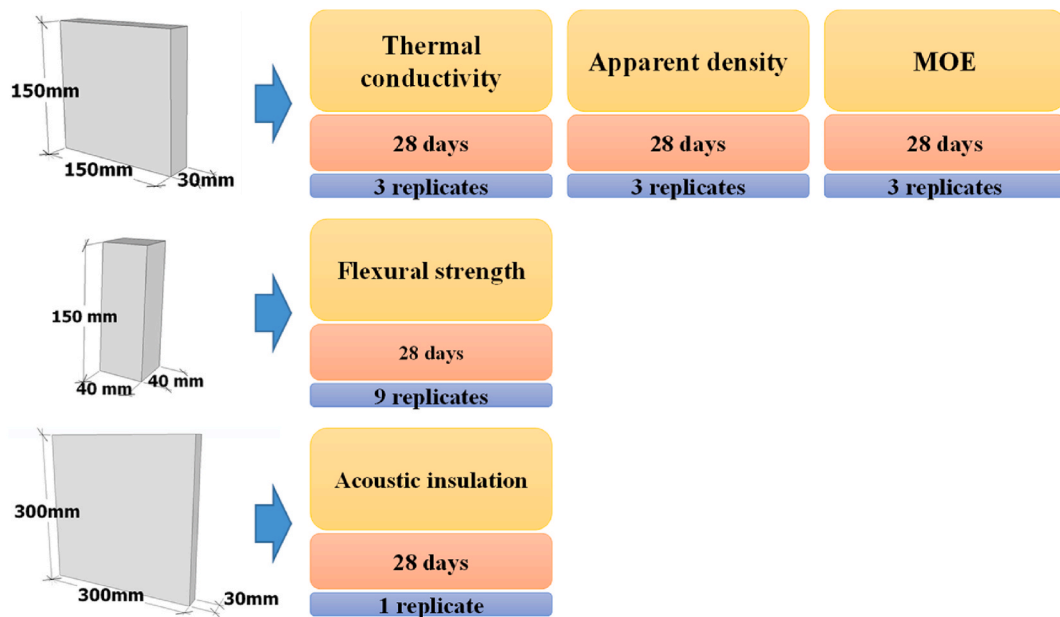 150mm
150mm
30mm
Thermal
conductivity
28 days
3 replicates
Apparent density
28 days
3 replicates
MOE
28 days
3 replicates
150 mm
40 mm
40 mm
Flexural strength
28 days
9 replicates
300mm
300mm
30mm
Acoustic insulation
28 days
1 replicate